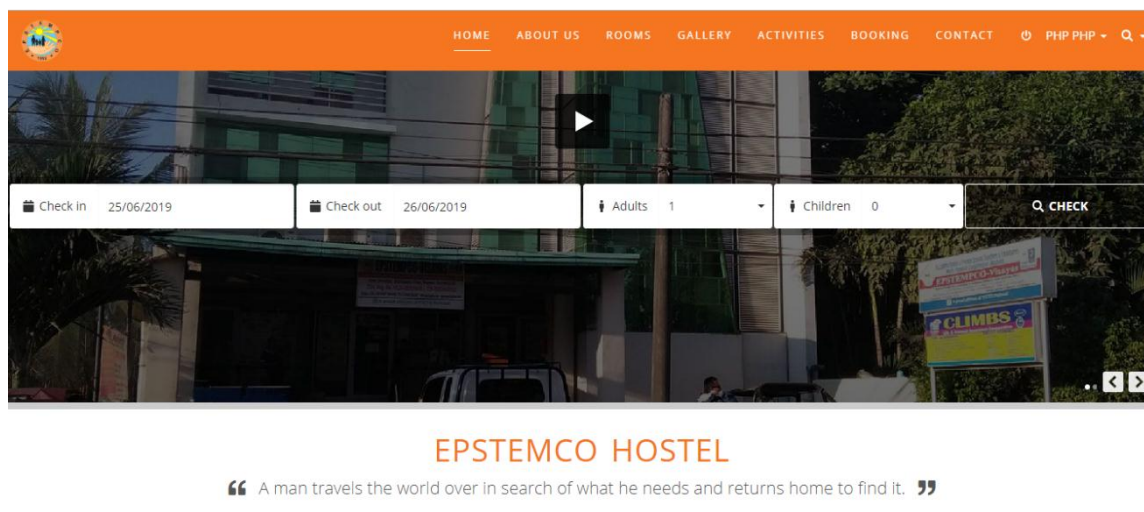 HOME ABOUT US ROOMS GALLERY ACTIVITIES BOOKING CONTACT PHP PHP
Check in 25/06/2019 Check out 26/06/2019 Adults 1 Children 0 CHECK
CLIMBS
EPSTEMCO HOSTEL
“ A man travels the world over in search of what he needs and returns home to find it. ”